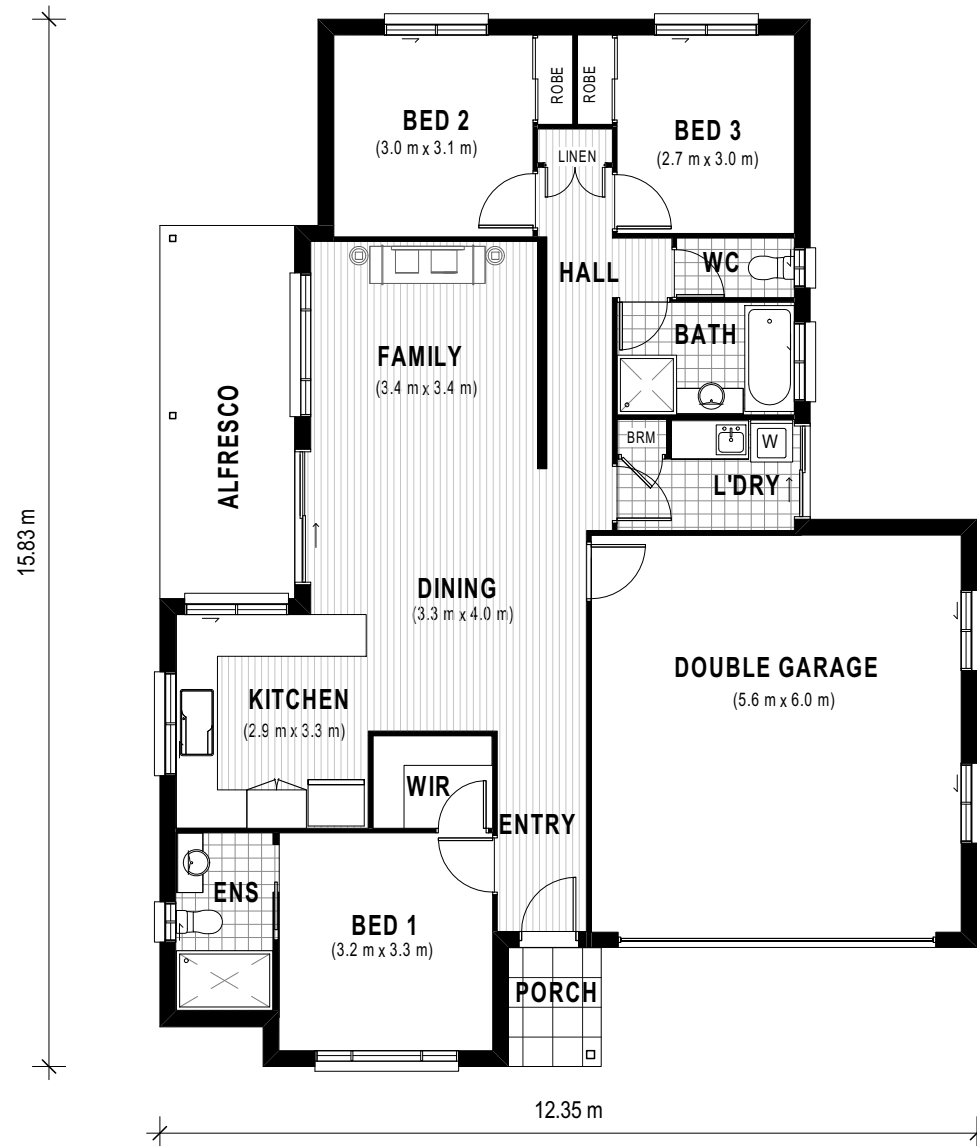 ROBE
ROBE
BED 2
(3.0 m x 3.1 m)
BED 3
(2.7 m x 3.0 m)
LINEN
HALL
WC
BATH
FAMILY
(3.4 m x 3.4 m)
ALFRESCO
BRM
W
L'DRY
15.83 m
DINING
(3.3 m x 4.0 m)
DOUBLE GARAGE
(5.6 m x 6.0 m)
KITCHEN
(2.9 m x 3.3 m)
WIR
ENTRY
ENS
BED 1
(3.2 m x 3.3 m)
PORCH
12.35 m